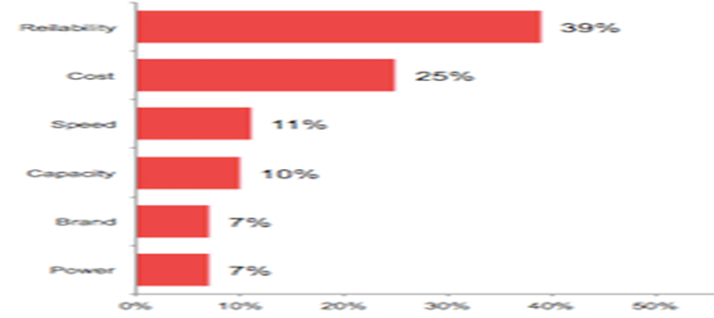 Reliability 39%
Cost 25%
Speed 11%
Capacity 10%
Brand 7%
Power 7%
0% 10% 20% 30% 40% 50%